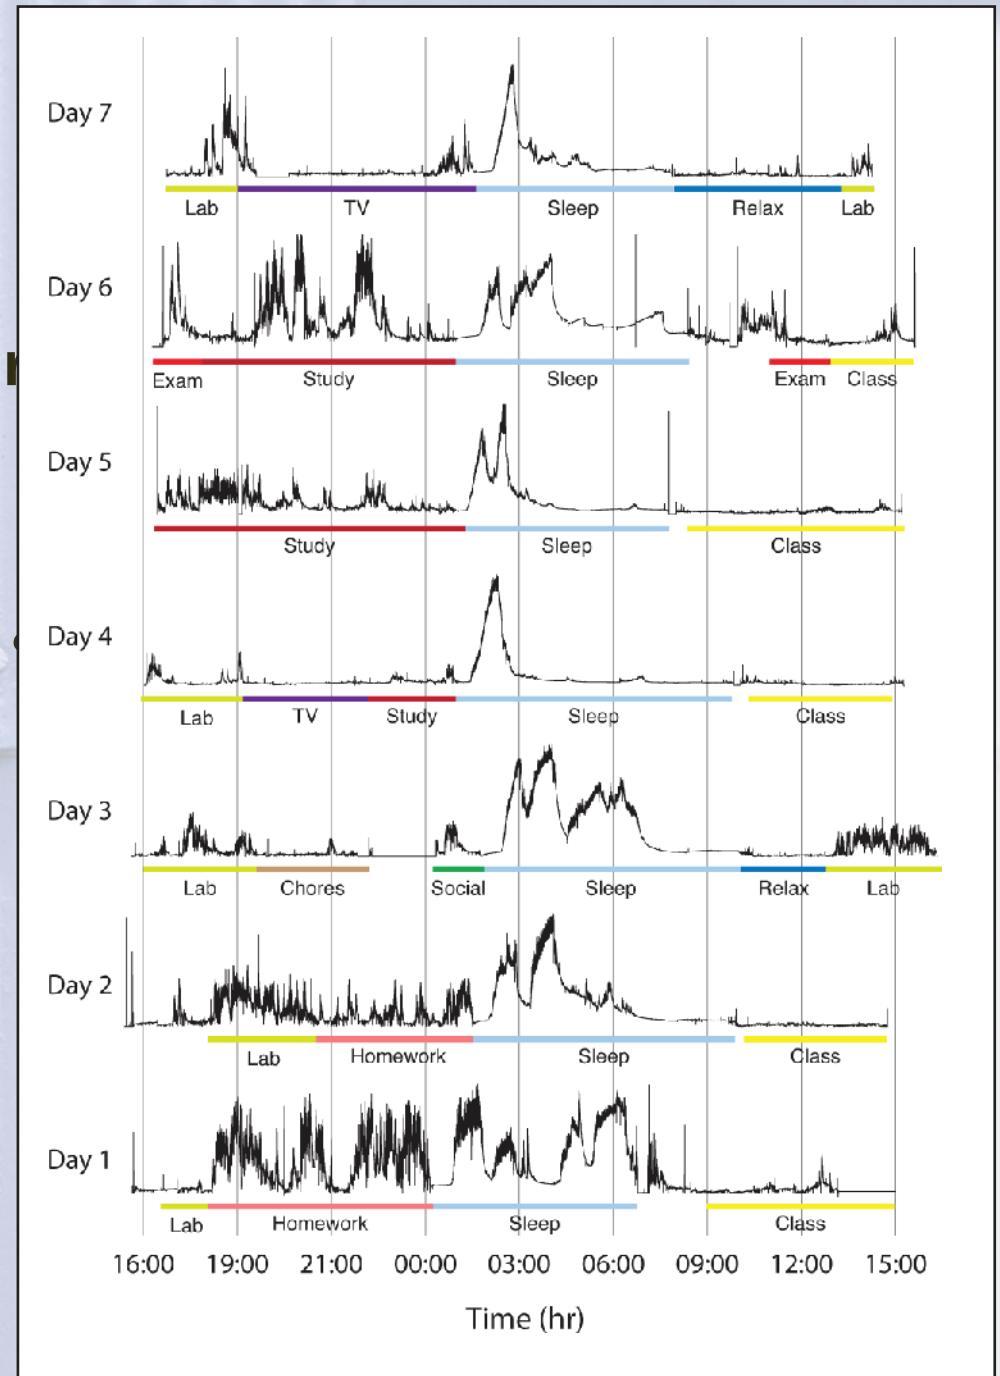 Day 7
Lab TV Sleep Relax Lab
Day 6
Exam Study Sleep Exam Class
Day 5
Study Sleep Class
Day 4
Lab TV Study Sleep Class
Day 3
Lab Chores Social Sleep Relax Lab
Day 2
Lab Homework Sleep Class
Day 1
Lab Homework Sleep Class
16:00 19:00 21:00 00:00 03:00 06:00 09:00 12:00 15:00
Time (hr)